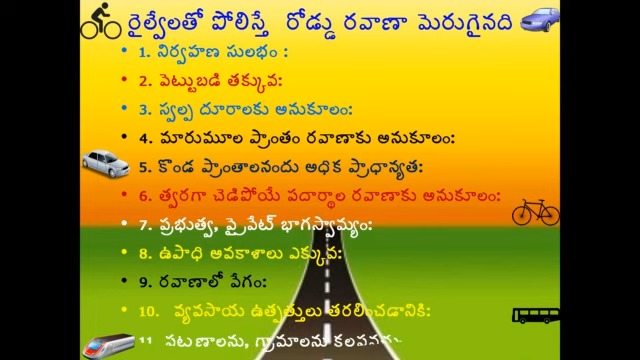 రైల్వేలతో పోలిస్తే రోడ్డు రవాణా మెరుగైనది
• 1. నిర్వహణ సులభం :
• 2. పెట్టుబడి తక్కువ:
• 3. స్వల్ప దూరాలకు అనుకూలం:
• 4. మారుమూల ప్రాంతం రవాణాకు అనుకూలం:
• 5. కొండ ప్రాంతాలనందు అధిక ప్రాధాన్యత:
• 6. త్వరగా చెడిపోయే పదార్థాల రవాణాకు అనుకూలం:
• 7. ప్రభుత్వ, ప్రైవేట్ భాగస్వామ్యం:
• 8. ఉపాధి అవకాశాలు ఎక్కువ:
• 9. రవాణాలో వేగం:
• 10. వ్యవసాయ ఉత్పత్తులు తరలించడానికి:
• 11 పట్టణాలను, గ్రామాలను